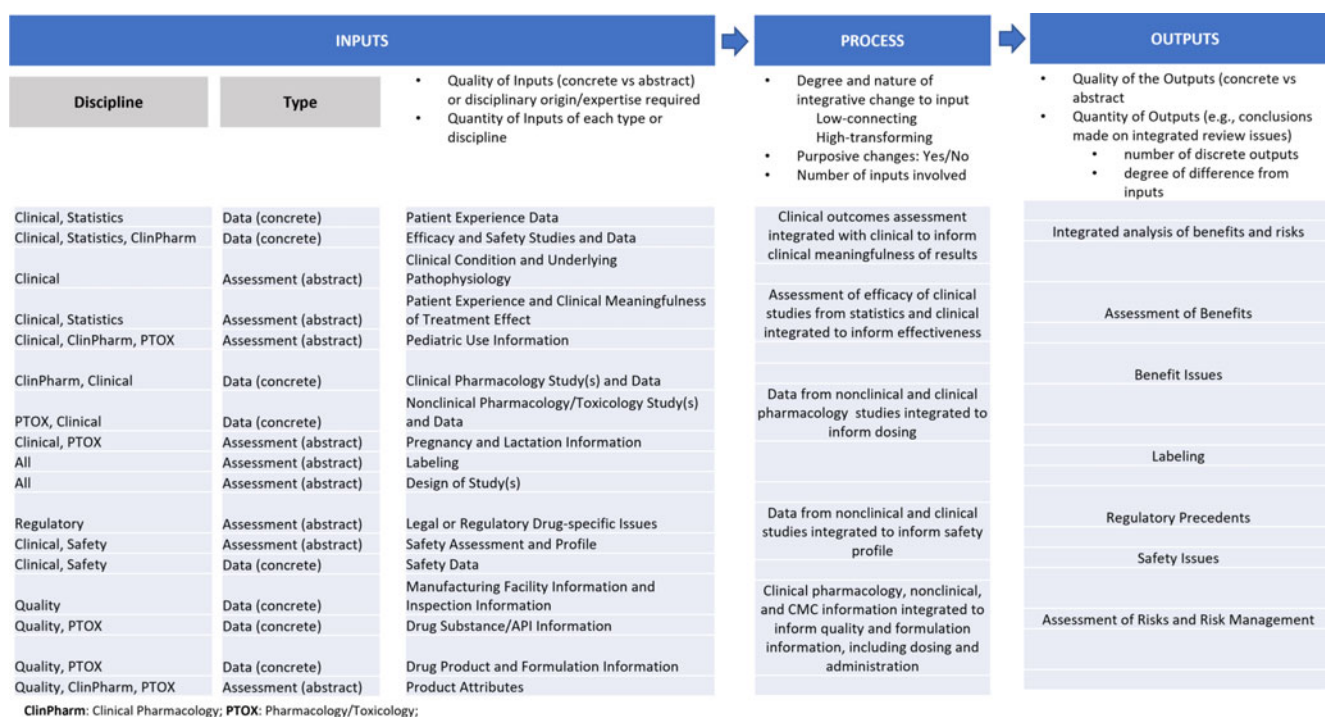 INPUTS
PROCESS
OUTPUTS
Discipline
Type
• Quality of Inputs (concrete vs abstract)
or disciplinary origin/expertise required
• Quantity of Inputs of each type or
discipline
• Degree and nature of
integrative change to input
Low-connecting
High-transforming
• Purposive changes: Yes/No
• Number of inputs involved
• Quality of the Outputs (concrete vs
abstract
• Quantity of Outputs (e.g., conclusions
made on integrated review issues)
• number of discrete outputs
• degree of difference from
inputs
Clinical, Statistics Data (concrete) Patient Experience Data
Clinical, Statistics, ClinPharm Data (concrete) Efficacy and Safety Studies and Data
Clinical Condition and Underlying
Clinical Assessment (abstract) Pathophysiology
Patient Experience and Clinical Meaningfulness
Clinical, Statistics Assessment (abstract) of Treatment Effect
Clinical, ClinPharm, PTOX Assessment (abstract) Pediatric Use Information
ClinPharm, Clinical Data (concrete) Clinical Pharmacology Study(s) and Data
Nonclinical Pharmacology/Toxicology Study(s)
PTOX, Clinical Data (concrete) and Data
Clinical, PTOX Assessment (abstract) Pregnancy and Lactation Information
All Assessment (abstract) Labeling
All Assessment (abstract) Design of Study(s)
Regulatory Assessment (abstract) Legal or Regulatory Drug-specific Issues
Clinical, Safety Assessment (abstract) Safety Assessment and Profile
Clinical, Safety Data (concrete) Safety Data
Manufacturing Facility Information and
Quality Data (concrete) Inspection Information
Quality, PTOX Data (concrete) Drug Substance/API Information
Quality, PTOX Data (concrete) Drug Product and Formulation Information
Quality, ClinPharm, PTOX Assessment (abstract) Product Attributes
Clinical outcomes assessment
integrated with clinical to inform
clinical meaningfulness of results
Assessment of efficacy of clinical
studies from statistics and clinical
integrated to inform effectiveness
Data from nonclinical and clinical
pharmacology studies integrated to
inform dosing
Data from nonclinical and clinical
studies integrated to inform safety
profile
Clinical pharmacology, nonclinical,
and CMC information integrated to
inform quality and formulation
information, including dosing and
administration
Integrated analysis of benefits and risks
Assessment of Benefits
Benefit Issues
Labeling
Regulatory Precedents
Safety Issues
Assessment of Risks and Risk Management
ClinPharm: Clinical Pharmacology; PTOX: Pharmacology/Toxicology;